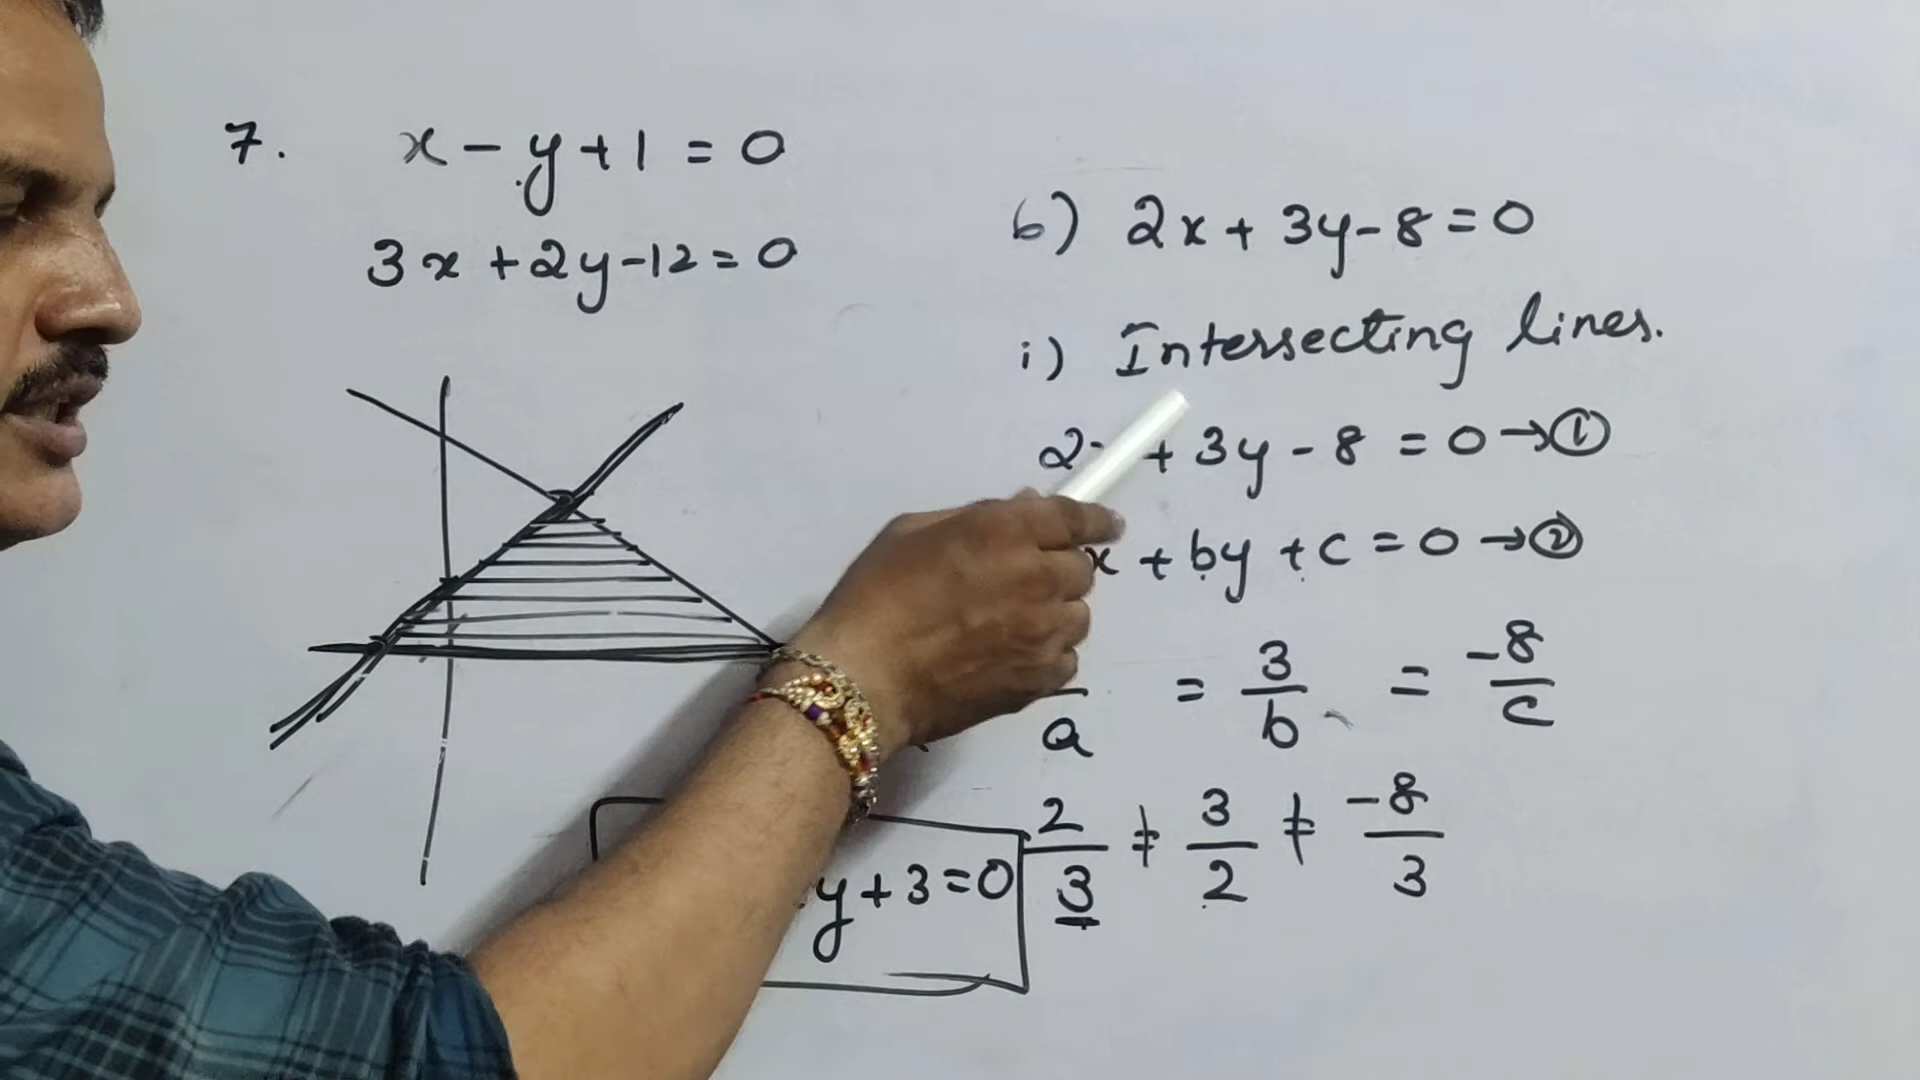 7. x - y + 1 = 0
3x + 2y - 12 = 0
6) 2x + 3y - 8 = 0
i) Intersecting lines.
2x + 3y - 8 = 0 → ①
x + by + c = 0 → ②
/a = 3/b = -8/c
2/3 ≠ 3/2 ≠ -8/3
y + 3 = 0